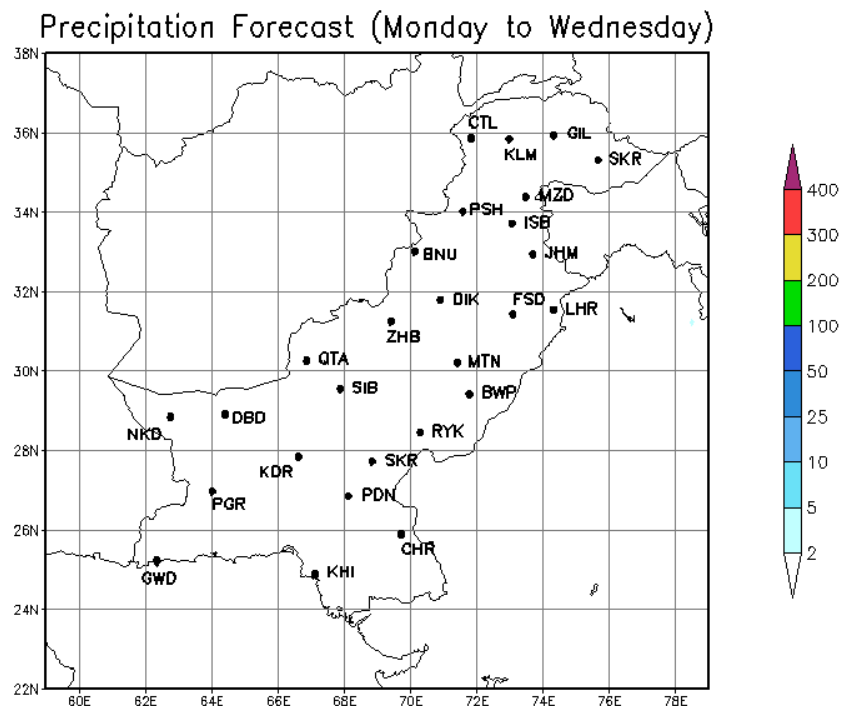 Precipitation Forecast (Monday to Wednesday)
38N
36N
34N
32N
30N
28N
26N
24N
22N
CTL
GIL
KLM
SKR
MZD
PSH
ISB
BNU
JHM
DIK
FSD
LHR
ZHB
QTA
MTN
SIB
BWP
NKD
DBD
RYK
KDR
SKR
PGR
PDN
CHR
GWD
KHI
60E 62E 64E 66E 68E 70E 72E 74E 76E 78E
400
300
200
100
50
25
10
5
2